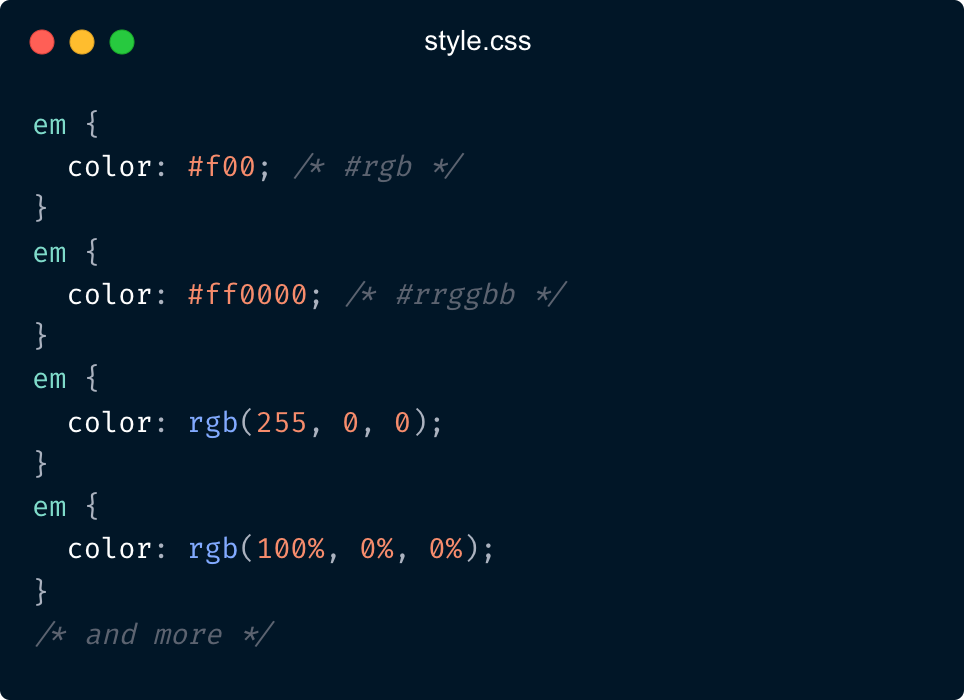 style.css
em {
  color: #f00; /* #rgb */
}
em {
  color: #ff0000; /* #rrggbb */
}
em {
  color: rgb(255, 0, 0);
}
em {
  color: rgb(100%, 0%, 0%);
}
/* and more */